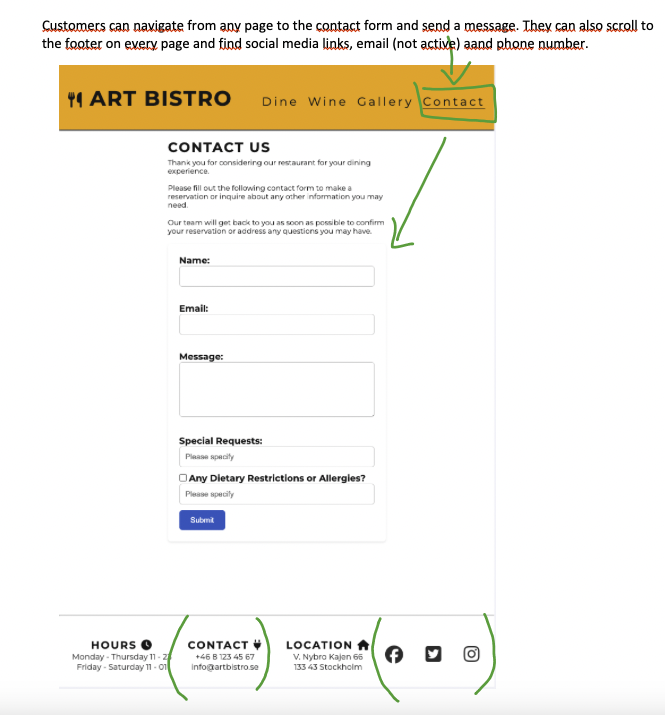 Customers can navigate from any page to the contact form and send a message. They can also scroll to
the footer on every page and find social media links, email (not active) aand phone number.
ART BISTRO Dine Wine Gallery Contact
CONTACT US
Thank you for considering our restaurant for your dining
experience.
Please fill out the following contact form to make a
reservation or inquire about any other information you may
need.
Our team will get back to you as soon as possible to confirm
your reservation or address any questions you may have.
Name:
Email:
Message:
Special Requests:
Please specify
Any Dietary Restrictions or Allergies?
Please specify
Submit
HOURS CONTACT LOCATION
Monday - Thursday 11 - +46 8 123 45 67 V. Nybro Kajen 66
Friday - Saturday 11 - 01 info@artbistro.se 133 43 Stockholm